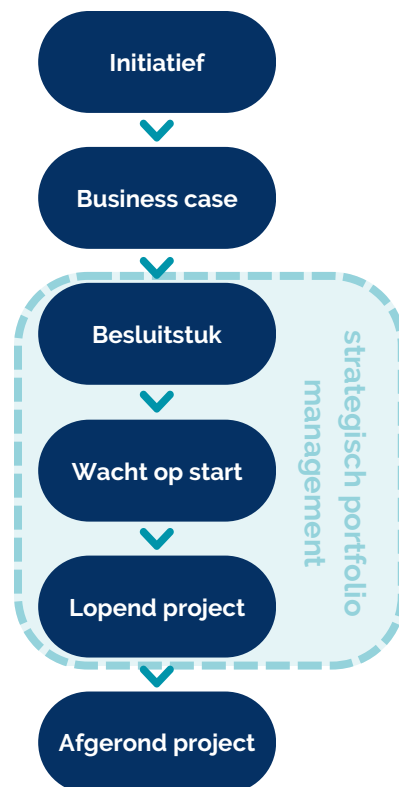 Initiatief
Business case
Besluitstuk
Wacht op start
Lopend project
Afgerond project
strategisch portfolio
management